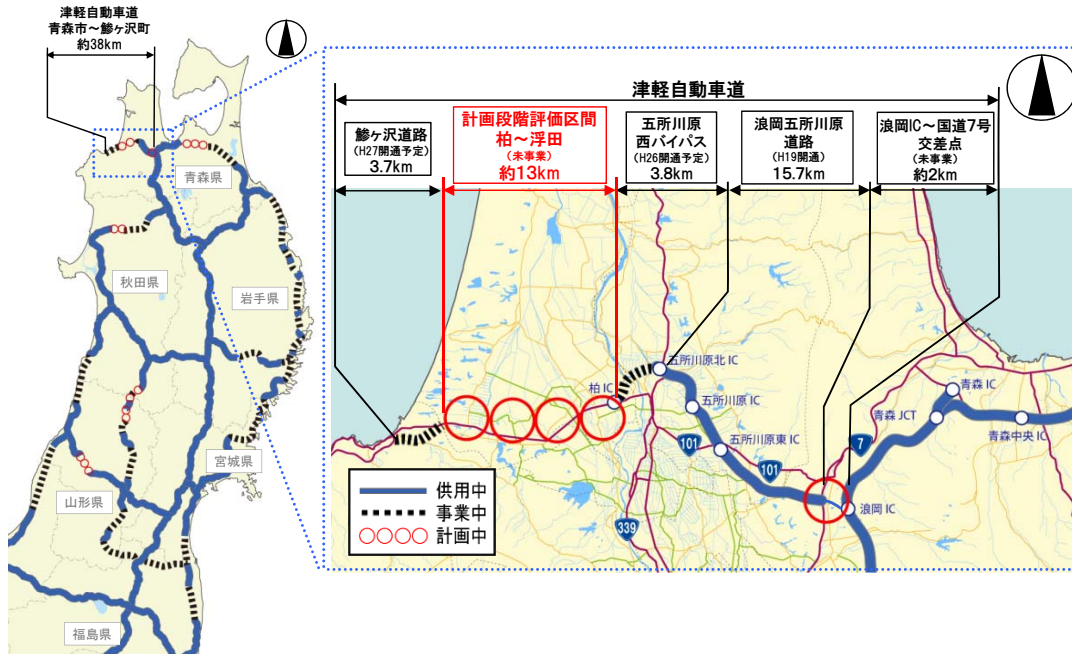 津軽自動車道
青森市～鰺ヶ沢町
約38km
青森県
秋田県
岩手県
宮城県
山形県
福島県
津軽自動車道
鰺ヶ沢道路
(H27開通予定)
3.7km
計画段階評価区間
柏～浮田
(未事業)
約13km
五所川原
西バイパス
(H26開通予定)
3.8km
浪岡五所川原
道路
(H19開通)
15.7km
浪岡IC～国道7号
交差点
(未事業)
約2km
柏 IC
五所川原北 IC
五所川原 IC
五所川原東 IC
101
101
7
339
青森 IC
青森 JCT
青森中央 IC
浪岡 IC
供用中
事業中
計画中